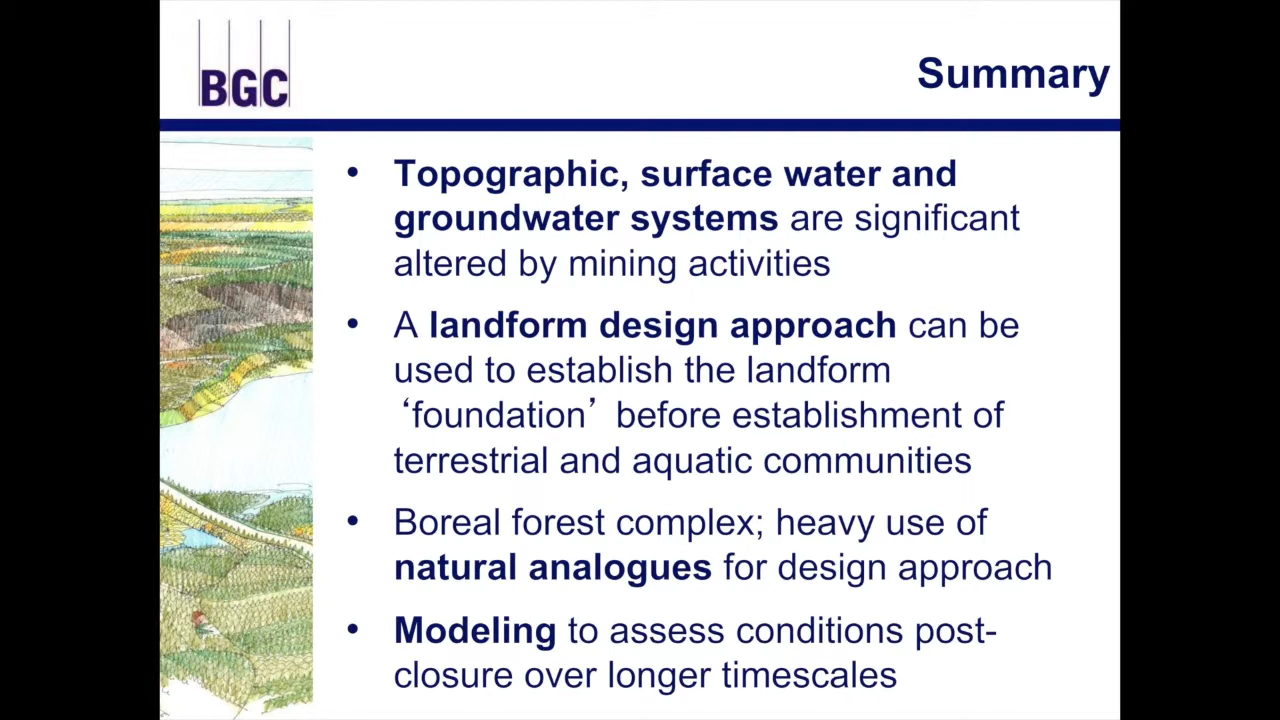 BGC
Summary
• Topographic, surface water and
groundwater systems are significant
altered by mining activities
• A landform design approach can be
used to establish the landform
‘foundation’ before establishment of
terrestrial and aquatic communities
• Boreal forest complex; heavy use of
natural analogues for design approach
• Modeling to assess conditions post-
closure over longer timescales